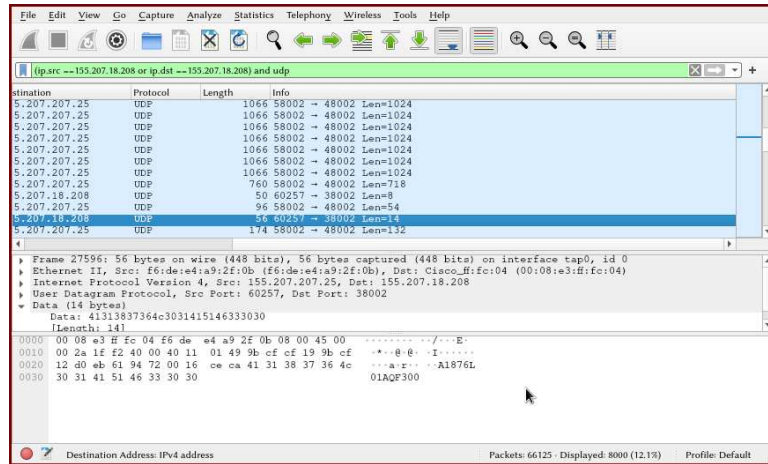 File Edit View Go Capture Analyze Statistics Telephony Wireless Tools Help
(ip.src ==155.207.18.208 or ip.dst ==155.207.18.208) and udp
stination Protocol Length Info
5.207.207.25 UDP 1066 58002 → 48002 Len=1024
5.207.207.25 UDP 1066 58002 → 48002 Len=1024
5.207.207.25 UDP 1066 58002 → 48002 Len=1024
5.207.207.25 UDP 1066 58002 → 48002 Len=1024
5.207.207.25 UDP 1066 58002 → 48002 Len=1024
5.207.207.25 UDP 1066 58002 → 48002 Len=1024
5.207.207.25 UDP 760 58002 → 48002 Len=718
5.207.18.208 UDP 50 60257 → 38002 Len=8
5.207.207.25 UDP 96 58002 → 48002 Len=54
5.207.18.208 UDP 56 60257 → 38002 Len=14
5.207.207.25 UDP 174 58002 → 48002 Len=132
Frame 27596: 56 bytes on wire (448 bits), 56 bytes captured (448 bits) on interface tap0, id 0
Ethernet II, Src: f6:de:e4:a9:2f:0b (f6:de:e4:a9:2f:0b), Dst: Cisco_ff:fc:04 (00:08:e3:ff:fc:04)
Internet Protocol Version 4, Src: 155.207.207.25, Dst: 155.207.18.208
User Datagram Protocol, Src Port: 60257, Dst Port: 38002
Data (14 bytes)
Data: 41313837364c3031415146333030
[Length: 14]
0000 00 08 e3 ff fc 04 f6 de e4 a9 2f 0b 08 00 45 00 ········ ··/···E·
0010 00 2a 1f f2 40 00 40 11 01 49 9b cf cf 19 9b cf ·*··@·@· ·I······
0020 12 d0 eb 61 94 72 00 16 ce ca 41 31 38 37 36 4c ···a·r·· ··A1876L
0030 30 31 41 51 46 33 30 30 01AQF300
Destination Address: IPv4 address Packets: 66125 · Displayed: 8000 (12.1%) Profile: Default